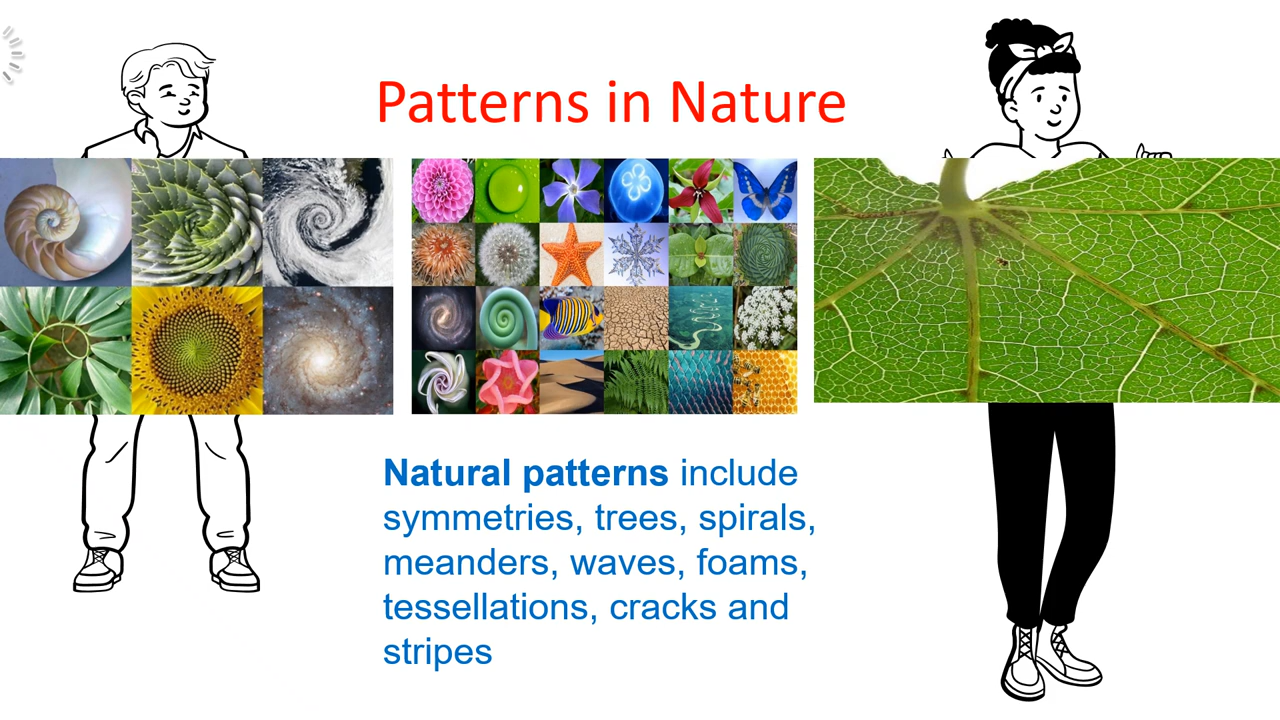 Patterns in Nature
Natural patterns include
symmetries, trees, spirals,
meanders, waves, foams,
tessellations, cracks and
stripes